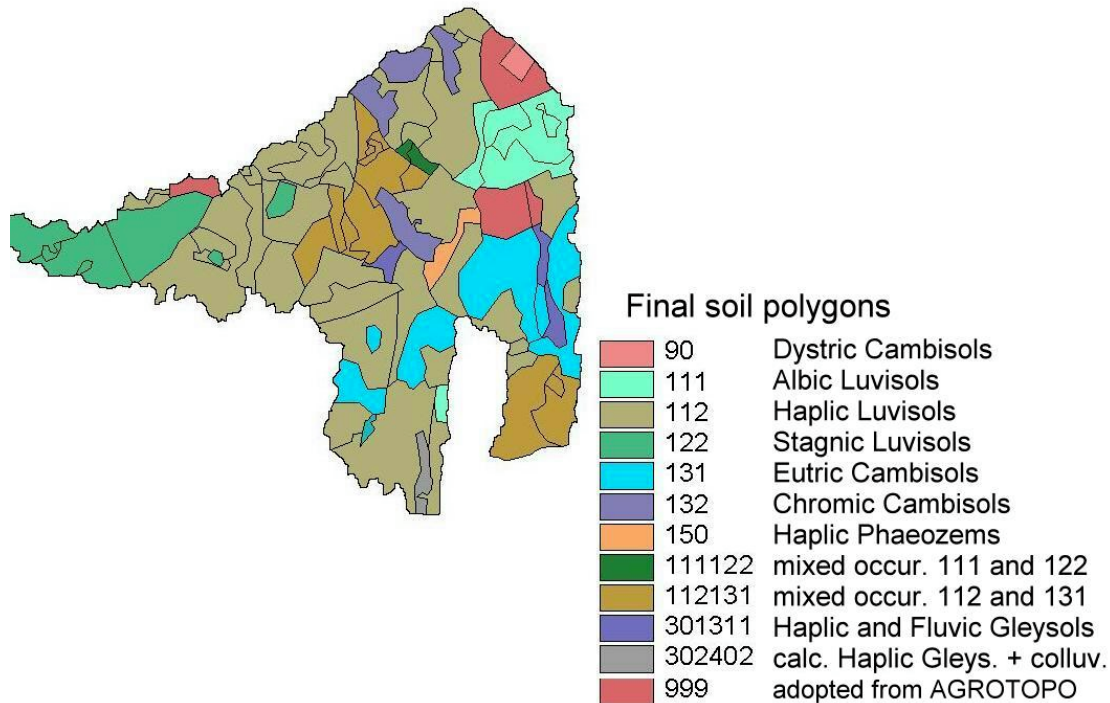 Final soil polygons
90 Dystric Cambisols
111 Albic Luvisols
112 Haplic Luvisols
122 Stagnic Luvisols
131 Eutric Cambisols
132 Chromic Cambisols
150 Haplic Phaeozems
111122 mixed occur. 111 and 122
112131 mixed occur. 112 and 131
301311 Haplic and Fluvic Gleysols
302402 calc. Haplic Gleys. + colluv.
999 adopted from AGROTOPO